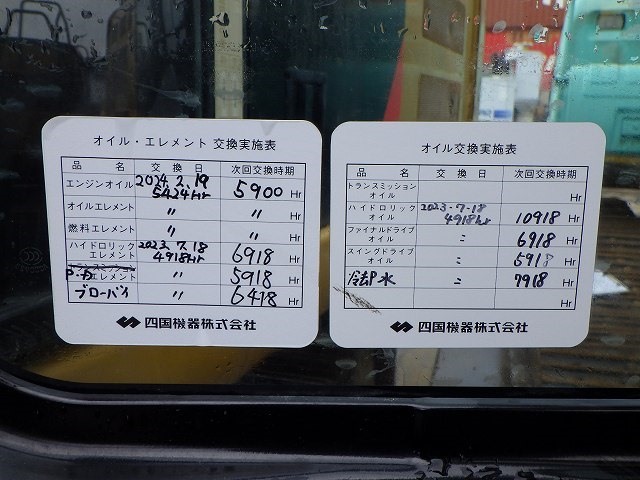 オイル・エレメント 交換実施表
品 名 交 換 日 次回交換時期
エンジンオイル 2024.2.19 5424Hr 5900 Hr
オイルエレメント 〃 〃 Hr
燃料エレメント 〃 〃 Hr
ハイドロリックエレメント 2023.7.18 4918Hr 6918 Hr
エレメント 〃 5918 Hr
ブローバイ 〃 6418 Hr
四国機器株式会社
オイル交換実施表
品 名 交 換 日 次回交換時期
トランスミッションオイル Hr
ハイドロリックオイル 2023-7-18 4918Hr 10918 Hr
ファイナルドライブオイル 〃 6918 Hr
スイングドライブオイル 〃 5918 Hr
冷却水 〃 7918 Hr
Hr
四国機器株式会社